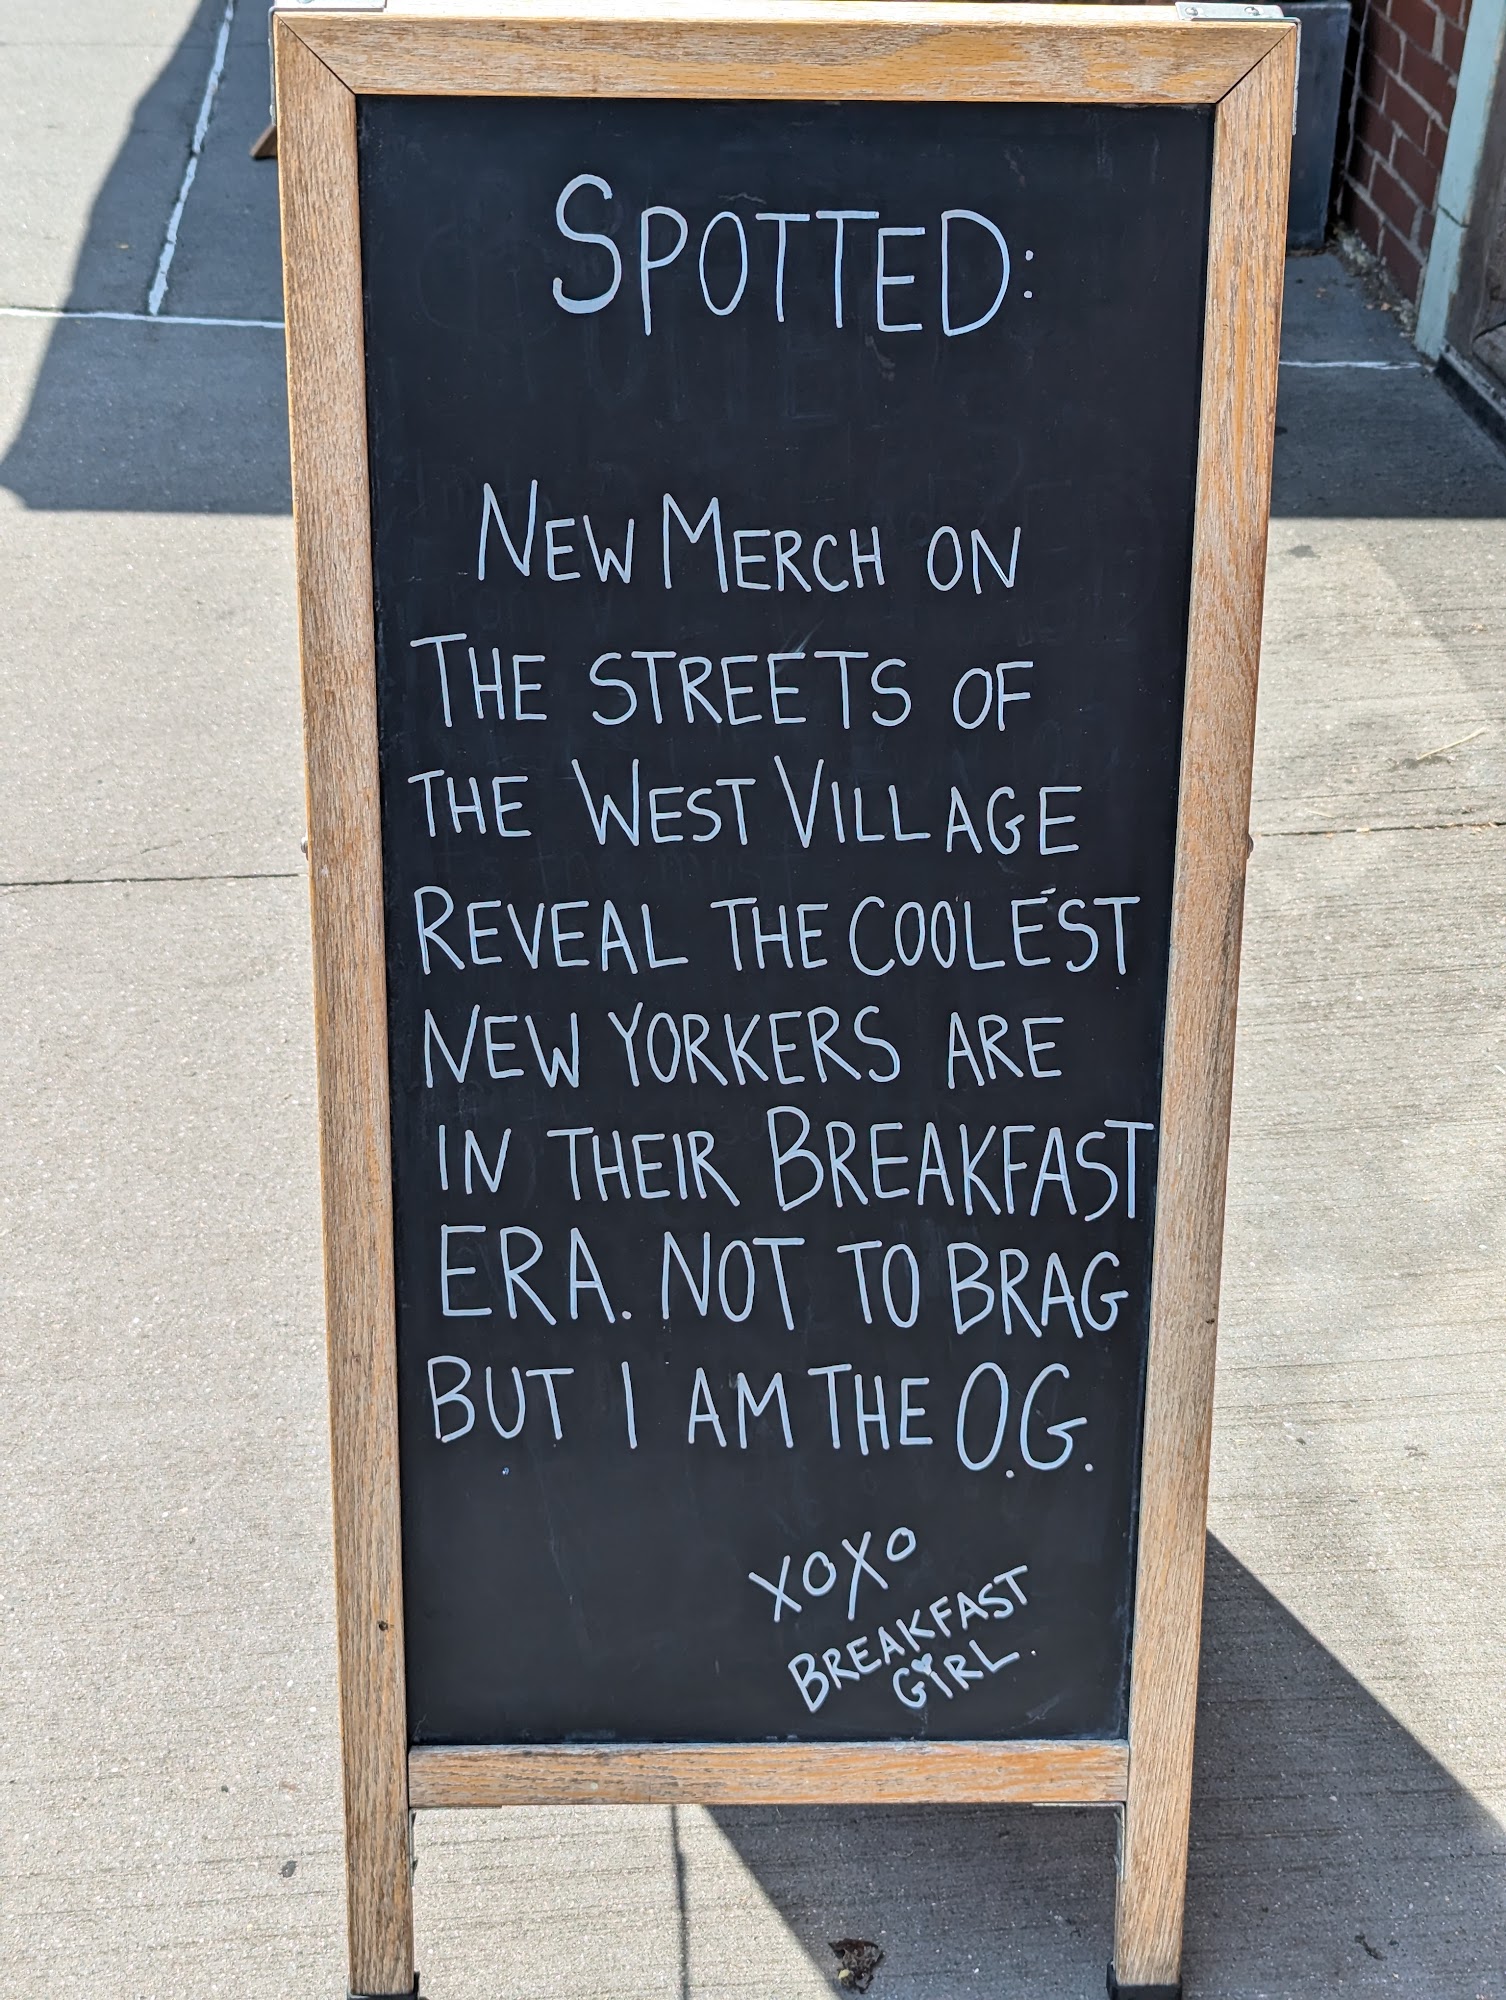 SPOTTED:
NEW MERCH ON
THE STREETS OF
THE WEST VILLAGE
REVEAL THE COOLEST
NEW YORKERS ARE
IN THEIR BREAKFAST
ERA. NOT TO BRAG
BUT I AM THE O.G.
XOXO
BREAKFAST
GIRL.